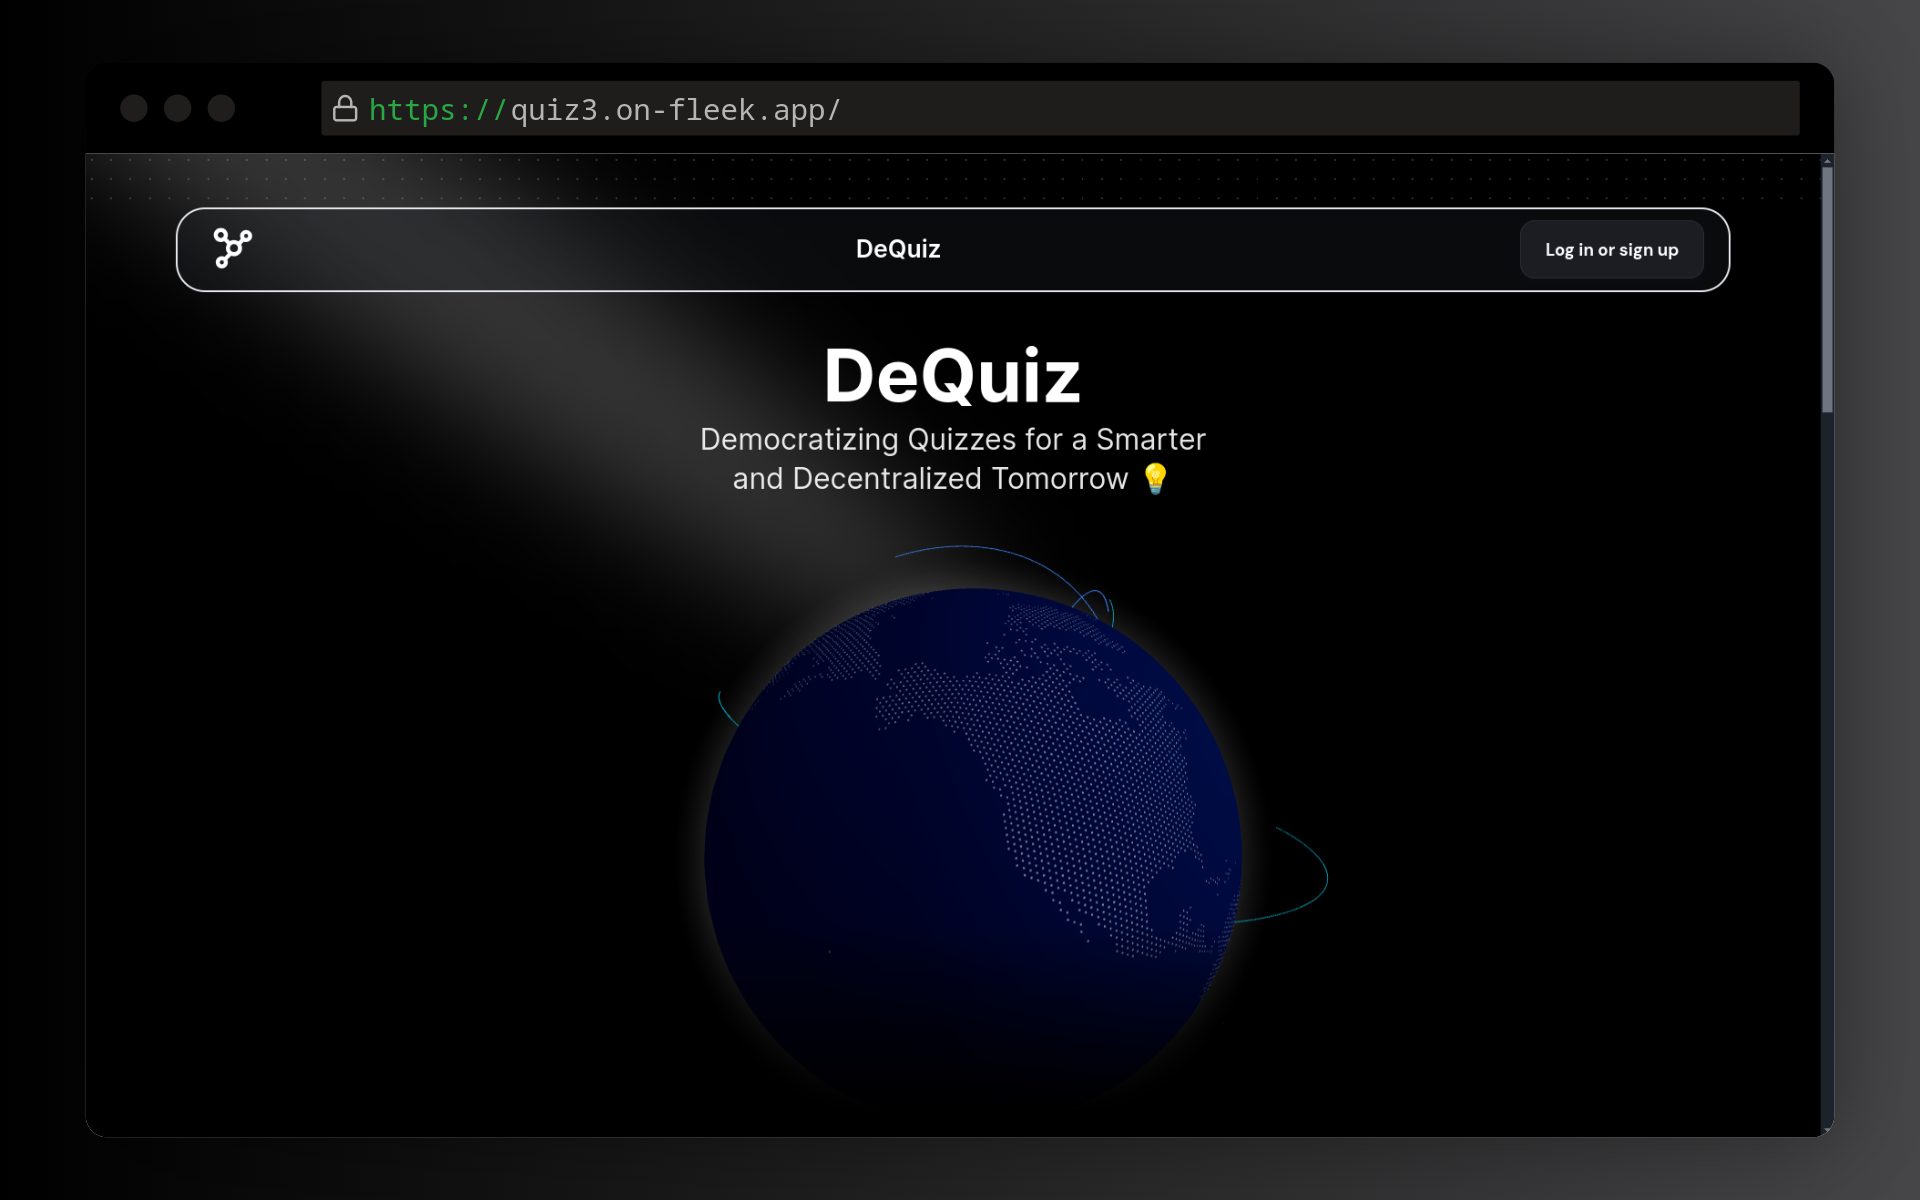 https://quiz3.on-fleek.app/
DeQuiz
Log in or sign up
DeQuiz
Democratizing Quizzes for a Smarter
and Decentralized Tomorrow 💡